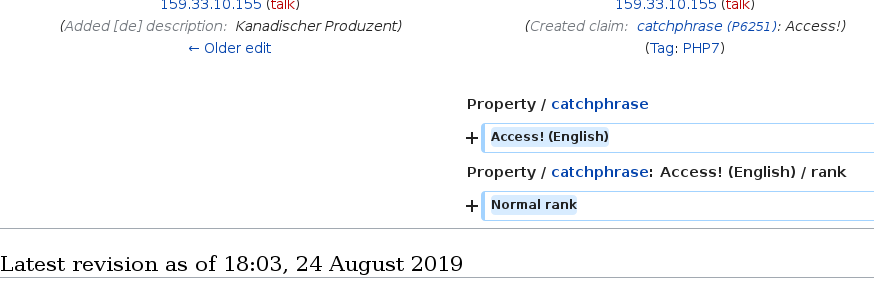 159.33.10.155 (talk)
(Added [de] description: Kanadischer Produzent)
← Older edit
159.33.10.155 (talk)
(Created claim: catchphrase (P6251): Access!)
(Tag: PHP7)
Property / catchphrase
+ Access! (English)
Property / catchphrase: Access! (English) / rank
+ Normal rank
Latest revision as of 18:03, 24 August 2019